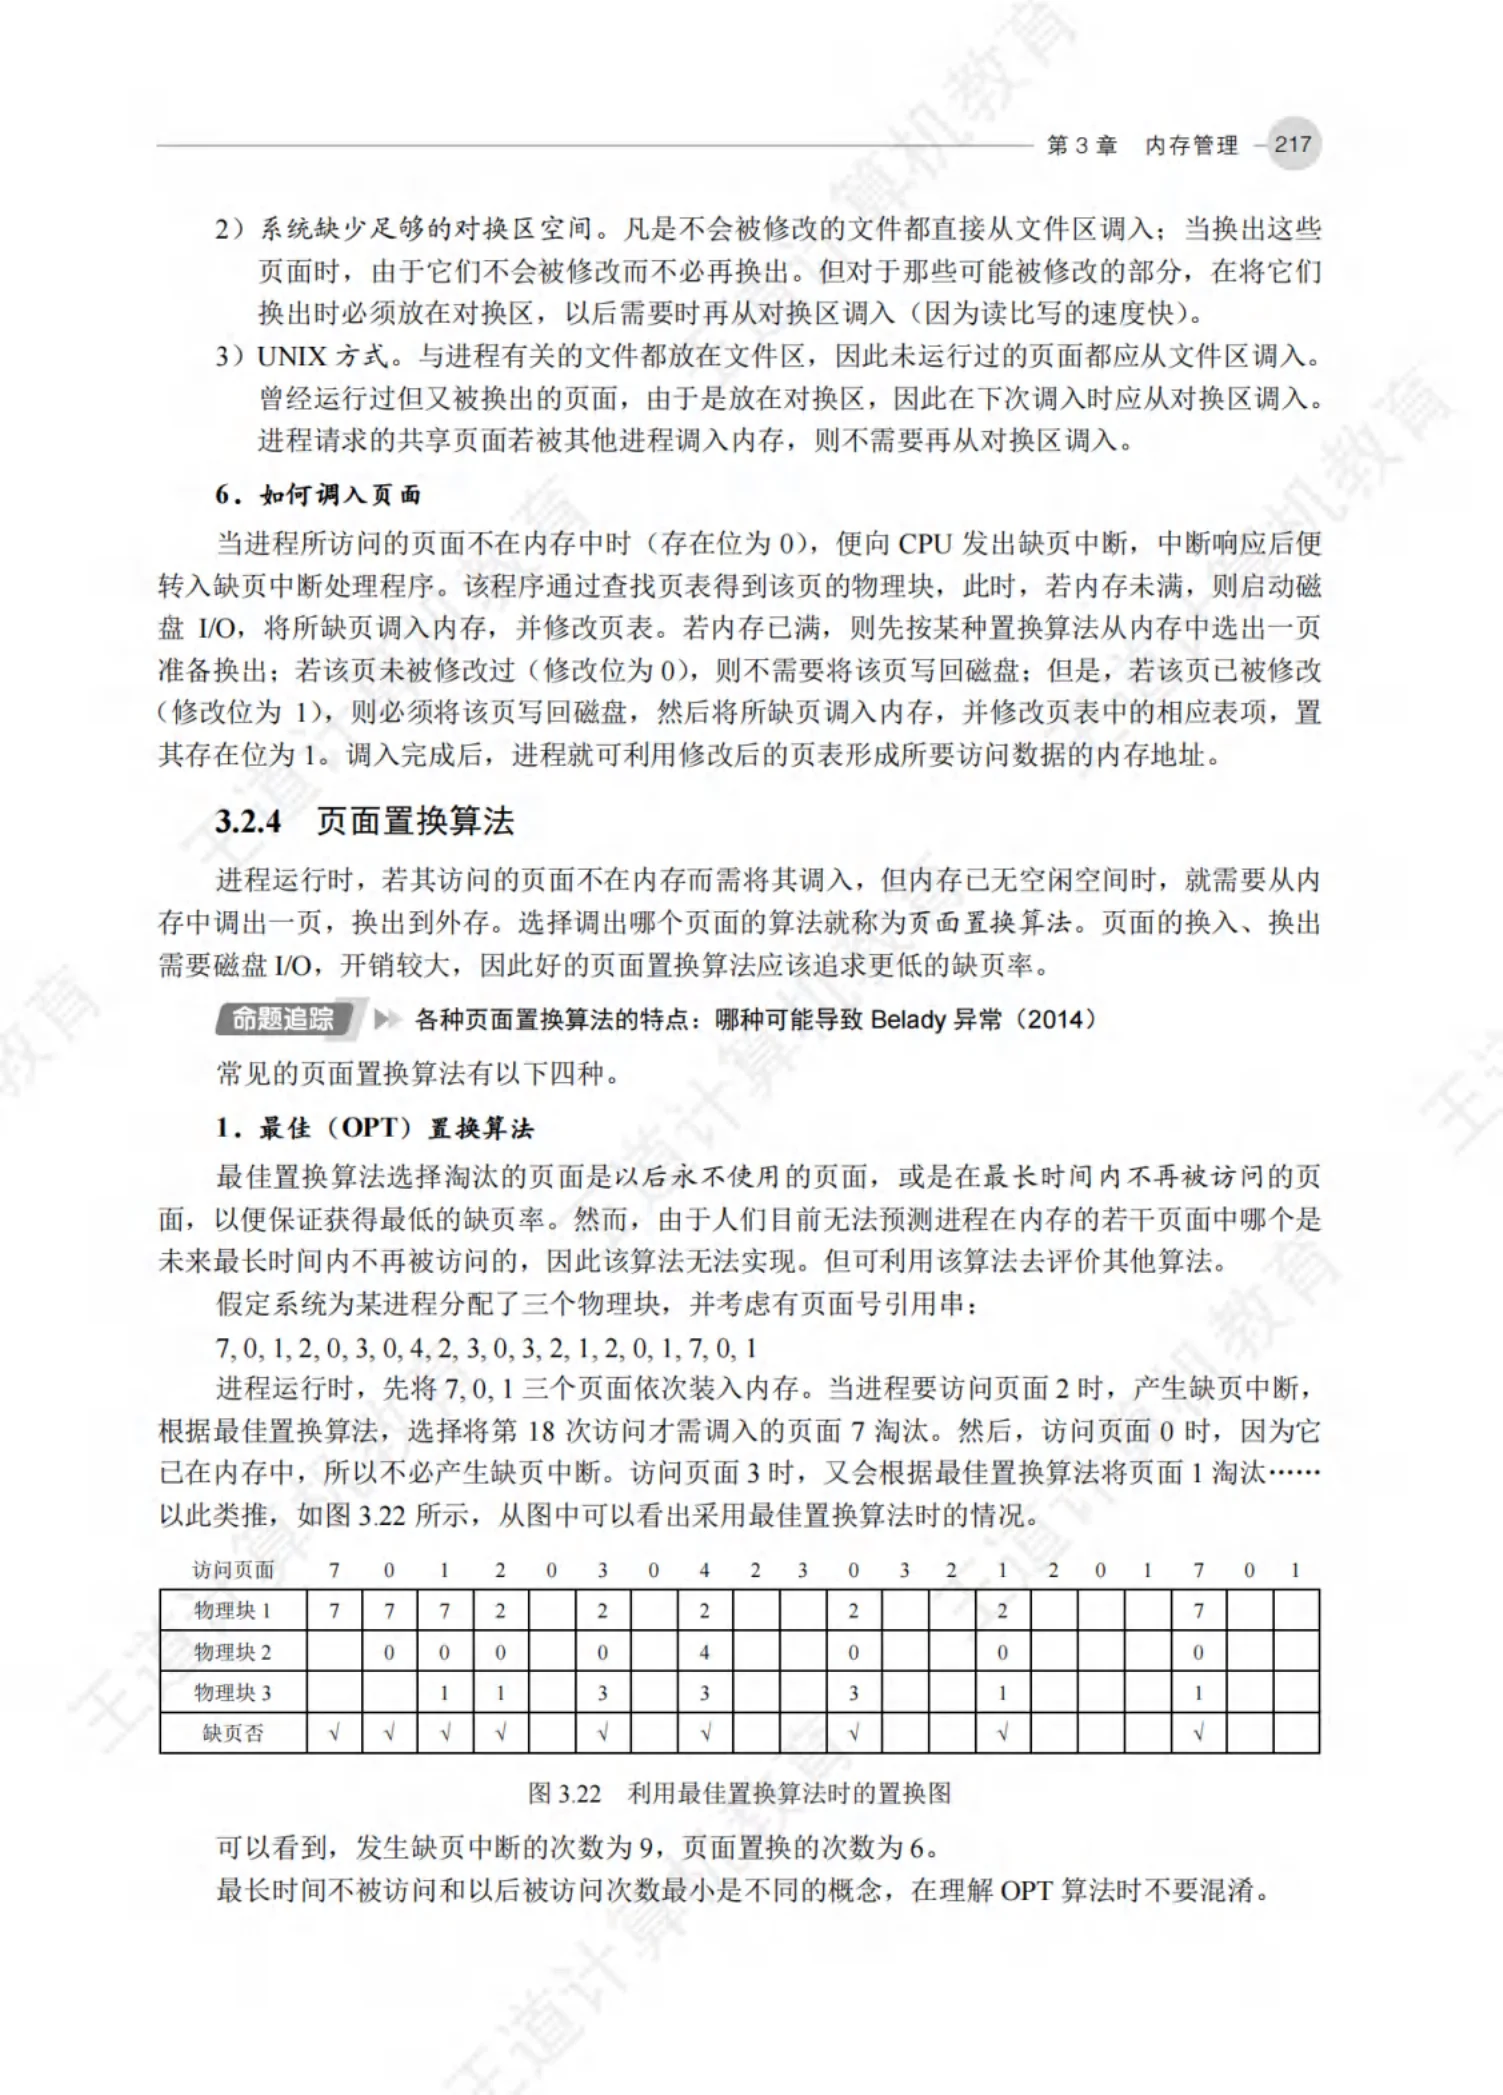 第 3 章 内存管理 217
2）系统缺少足够的对换区空间。凡是不会被修改的文件都直接从文件区调入；当换出这些
页面时，由于它们不会被修改而不必再换出。但对于那些可能被修改的部分，在将它们
换出时必须放在对换区，以后需要时再从对换区调入（因为读比写的速度快）。
3）UNIX 方式。与进程有关的文件都放在文件区，因此未运行过的页面都应从文件区调入。
曾经运行过但又被换出的页面，由于是放在对换区，因此在下次调入时应从对换区调入。
进程请求的共享页面若被其他进程调入内存，则不需要再从对换区调入。
6．如何调入页面
当进程所访问的页面不在内存中时（存在位为 0），便向 CPU 发出缺页中断，中断响应后便
转入缺页中断处理程序。该程序通过查找页表得到该页的物理块，此时，若内存未满，则启动磁
盘 I/O，将所缺页调入内存，并修改页表。若内存已满，则先按某种置换算法从内存中选出一页
准备换出；若该页未被修改过（修改位为 0），则不需要将该页写回磁盘；但是，若该页已被修改
（修改位为 1），则必须将该页写回磁盘，然后将所缺页调入内存，并修改页表中的相应表项，置
其存在位为 1。调入完成后，进程就可利用修改后的页表形成所要访问数据的内存地址。
3.2.4 页面置换算法
进程运行时，若其访问的页面不在内存而需将其调入，但内存已无空闲空间时，就需要从内
存中调出一页，换出到外存。选择调出哪个页面的算法就称为页面置换算法。页面的换入、换出
需要磁盘 I/O，开销较大，因此好的页面置换算法应该追求更低的缺页率。
命题追踪 各种页面置换算法的特点：哪种可能导致 Belady 异常（2014）
常见的页面置换算法有以下四种。
1．最佳（OPT）置换算法
最佳置换算法选择淘汰的页面是以后永不使用的页面，或是在最长时间内不再被访问的页
面，以便保证获得最低的缺页率。然而，由于人们目前无法预测进程在内存的若干页面中哪个是
未来最长时间内不再被访问的，因此该算法无法实现。但可利用该算法去评价其他算法。
假定系统为某进程分配了三个物理块，并考虑有页面号引用串：
7, 0, 1, 2, 0, 3, 0, 4, 2, 3, 0, 3, 2, 1, 2, 0, 1, 7, 0, 1
进程运行时，先将 7, 0, 1 三个页面依次装入内存。当进程要访问页面 2 时，产生缺页中断，
根据最佳置换算法，选择将第 18 次访问才需调入的页面 7 淘汰。然后，访问页面 0 时，因为它
已在内存中，所以不必产生缺页中断。访问页面 3 时，又会根据最佳置换算法将页面 1 淘汰……
以此类推，如图 3.22 所示，从图中可以看出采用最佳置换算法时的情况。
访问页面 7 0 1 2 0 3 0 4 2 3 0 3 2 1 2 0 1 7 0 1
物理块 1 7 7 7 2 2 2 2 2 7
物理块 2 0 0 0 0 4 0 0 0
物理块 3 1 1 3 3 3 1 1
缺页否 √ √ √ √ √ √ √ √ √
图 3.22 利用最佳置换算法时的置换图
可以看到，发生缺页中断的次数为 9，页面置换的次数为 6。
最长时间不被访问和以后被访问次数最小是不同的概念，在理解 OPT 算法时不要混淆。
王道计算机教育
王道计算机教育
王道计算机教育
王道计算机教育
王道计算机教育
王道计算机教育
王道计算机教育